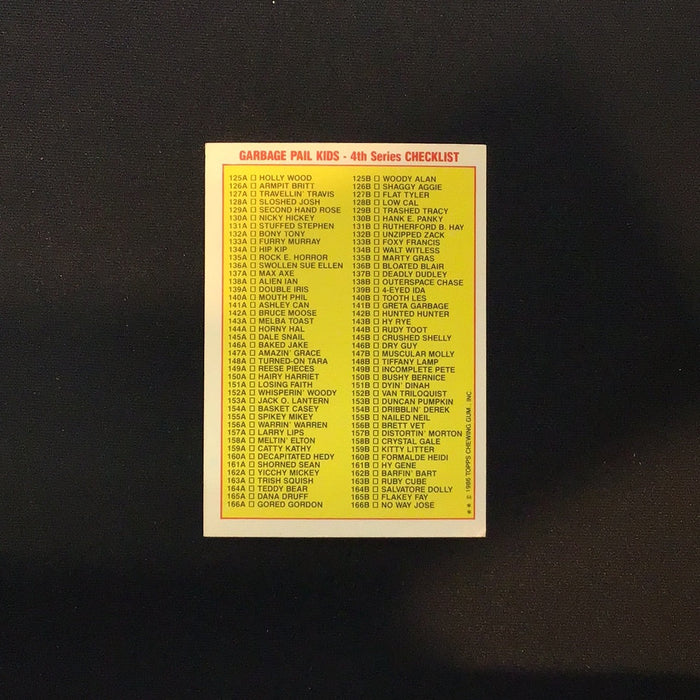 GARBAGE PAIL KIDS - 4th Series CHECKLIST
125A HOLLY WOOD
126A ARMPIT BRITT
127A TRAVELLIN' TRAVIS
128A SLOSHED JOSH
129A SECOND HAND ROSE
130A NICKY HICKEY
131A STUFFED STEPHEN
132A BONY TONY
133A FURRY MURRAY
134A HIP KIP
135A ROCK E. HORROR
136A SWOLLEN SUE ELLEN
137A MAX AXE
138A ALIEN IAN
139A DOUBLE IRIS
140A MOUTH PHIL
141A ASHLEY CAN
142A BRUCE MOOSE
143A MELBA TOAST
144A HORNY HAL
145A DALE SNAIL
146A BAKED JAKE
147A AMAZIN' GRACE
148A TURNED-ON TARA
149A REESE PIECES
150A HAIRY HARRIET
151A LOSING FAITH
152A WHISPERIN' WOODY
153A JACK O. LANTERN
154A BASKET CASEY
155A SPIKEY MIKEY
156A WARRIN' WARREN
157A LARRY LIPS
158A MELTIN' ELTON
159A CATTY KATHY
160A DECAPITATED HEDY
161A SHORNED SEAN
162A YICCHY MICKEY
163A TRISH SQUISH
164A TEDDY BEAR
165A DANA DRUFF
166A GORED GORDON
125B WOODY ALAN
126B SHAGGY AGGIE
127B FLAT TYLER
128B LOW CAL
129B TRASHED TRACY
130B HANK E. PANKY
131B RUTHERFORD B. HAY
132B UNZIPPED ZACK
133B FOXY FRANCIS
134B WALT WITLESS
135B MARTY GRAS
136B BLOATED BLAIR
137B DEADLY DUDLEY
138B OUTERSPACE CHASE
139B 4-EYED IDA
140B TOOTH LES
141B GRETA GARBAGE
142B HUNTED HUNTER
143B HY RYE
144B RUDY TOOT
145B CRUSHED SHELLY
146B DRY GUY
147B MUSCULAR MOLLY
148B TIFFANY LAMP
149B INCOMPLETE PETE
150B BUSHY BERNICE
151B DYIN' DINAH
152B VAN TRILOQUIST
153B DUNCAN PUMPKIN
154B DRIBBLIN' DEREK
155B NAILED NEIL
156B BRETT VET
157B DISTORTIN' MORTON
158B CRYSTAL GALE
159B KITTY LITTER
160B FORMALDE HEIDI
161B HY GENE
162B BARFIN' BART
163B RUBY CUBE
164B SALVATORE DOLLY
165B FLAKEY FAY
166B NO WAY JOSE
* * © 1986 TOPPS CHEWING GUM, INC.